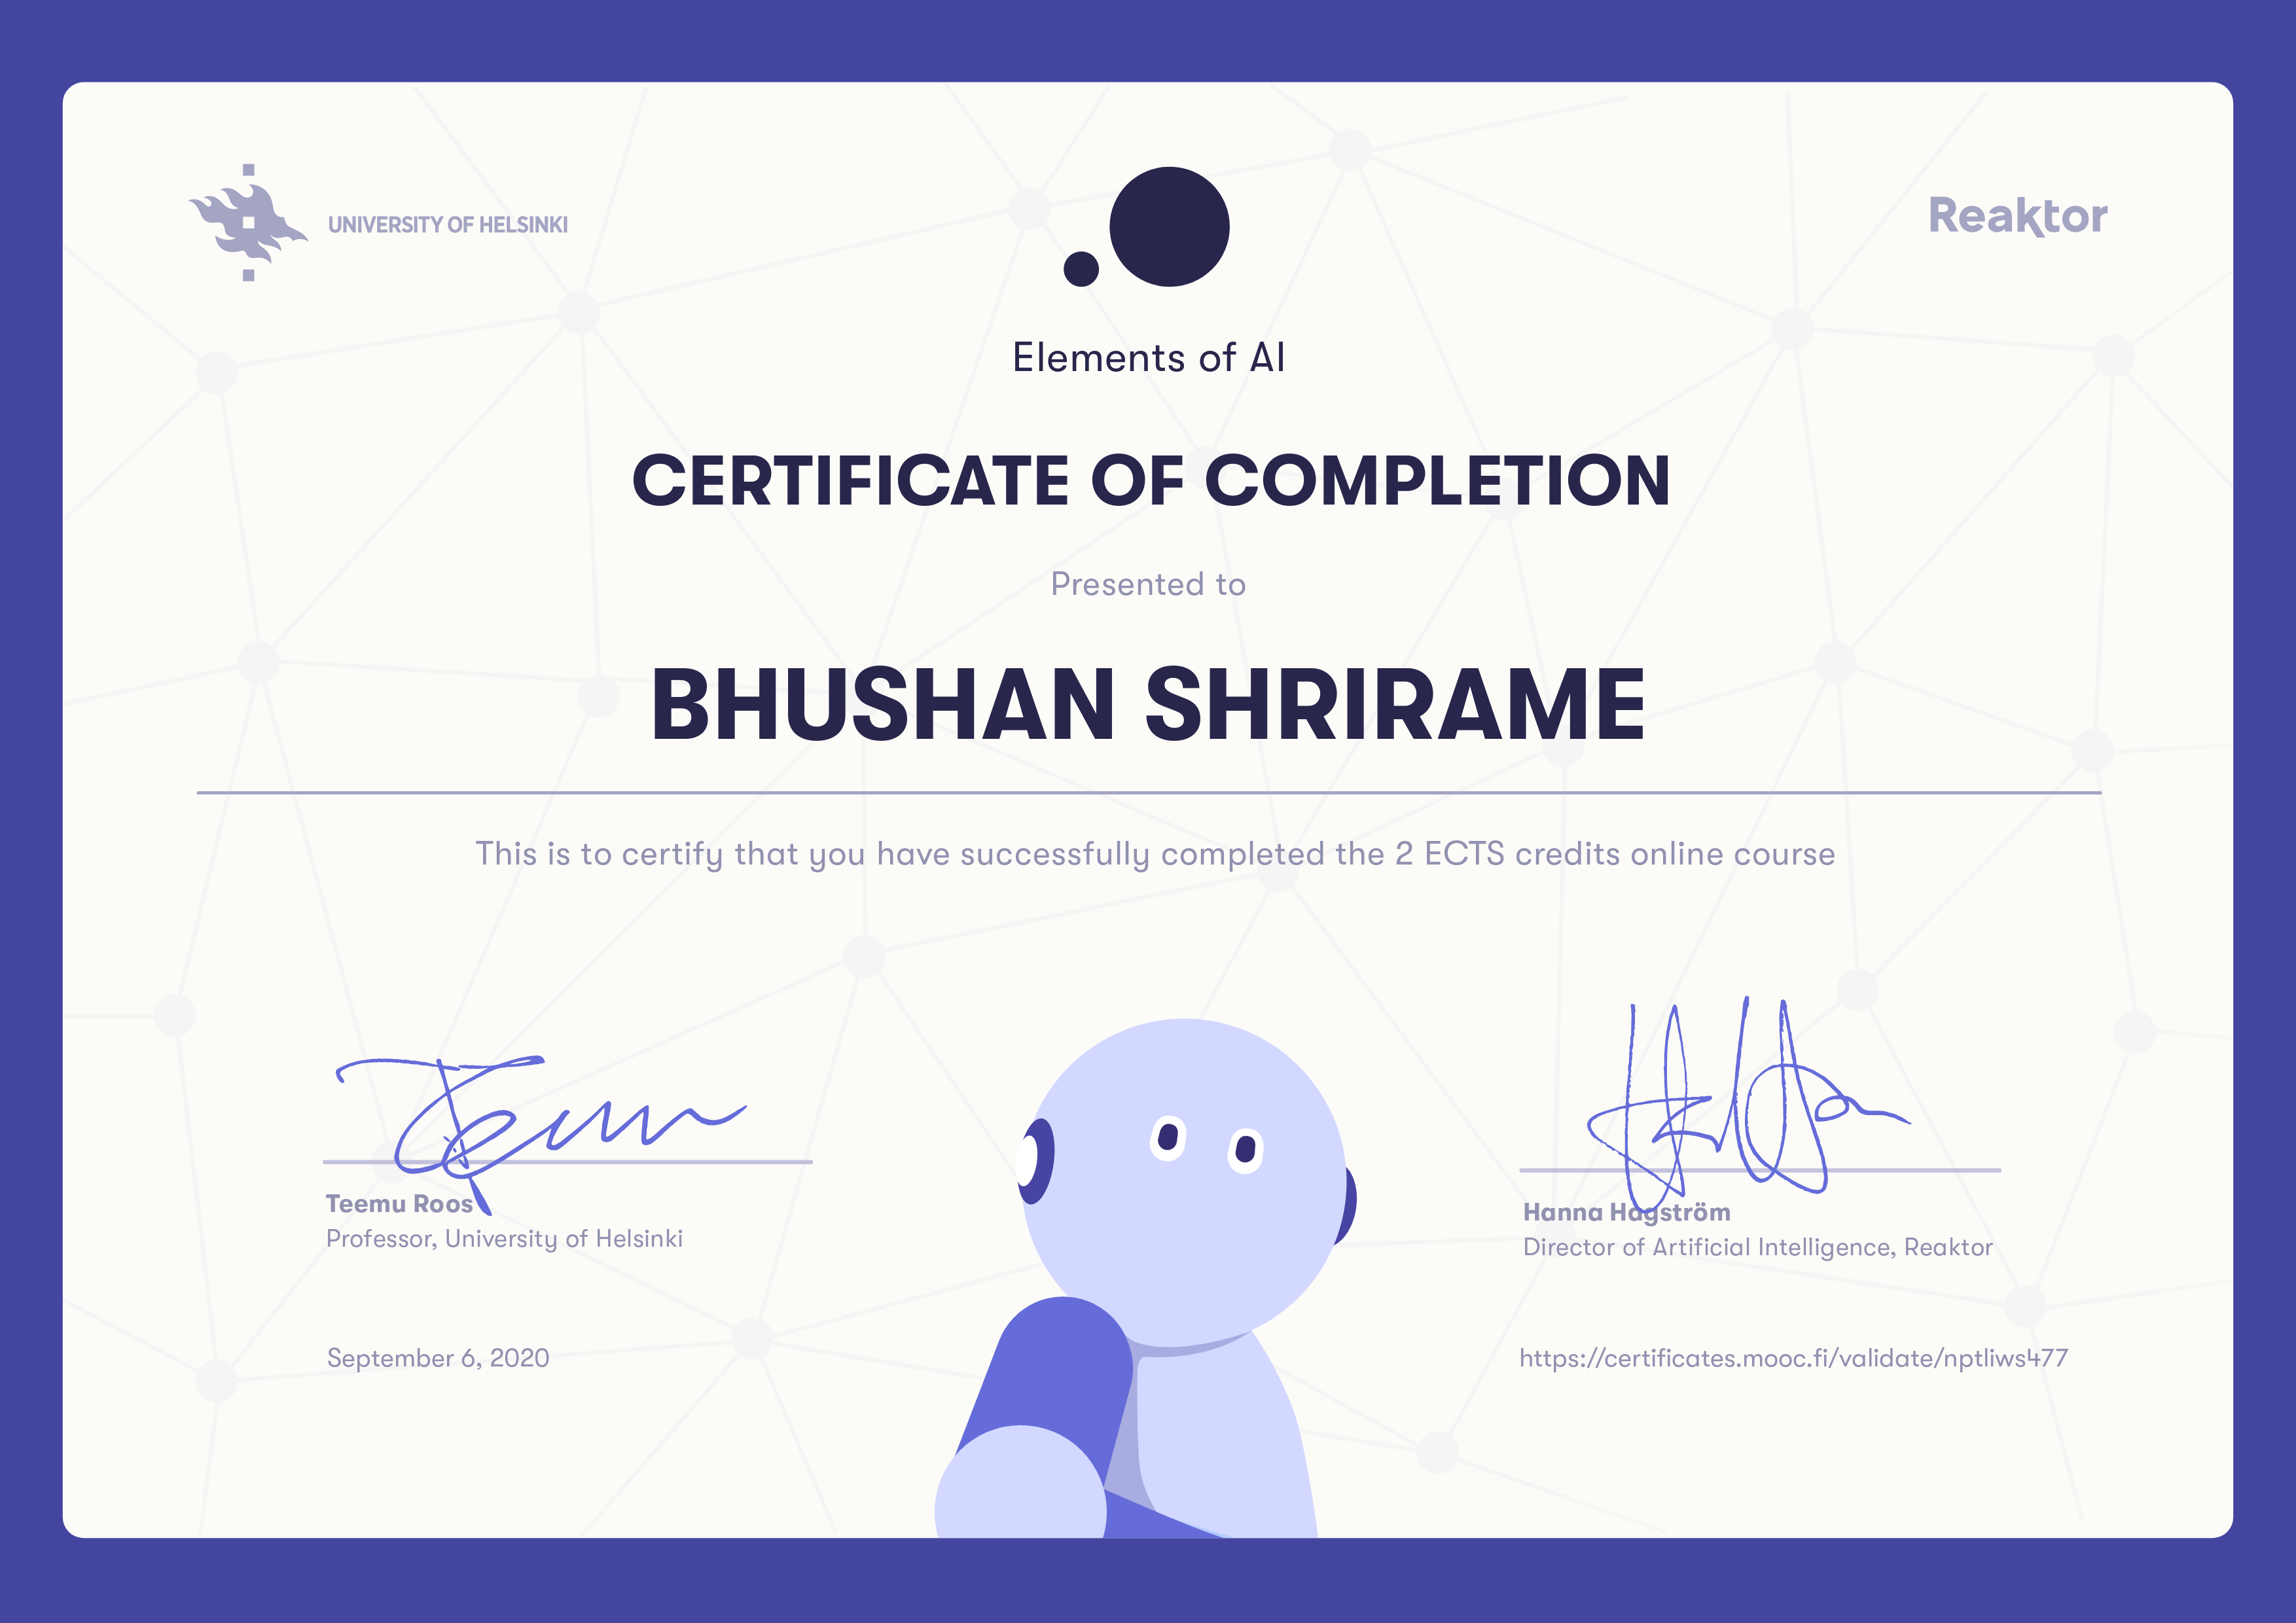 UNIVERSITY OF HELSINKI
Reaktor
Elements of AI
CERTIFICATE OF COMPLETION
Presented to
BHUSHAN SHRIRAME
This is to certify that you have successfully completed the 2 ECTS credits online course
Teemu Roos
Professor, University of Helsinki
Hanna Hagström
Director of Artificial Intelligence, Reaktor
September 6, 2020
https://certificates.mooc.fi/validate/nptliws477